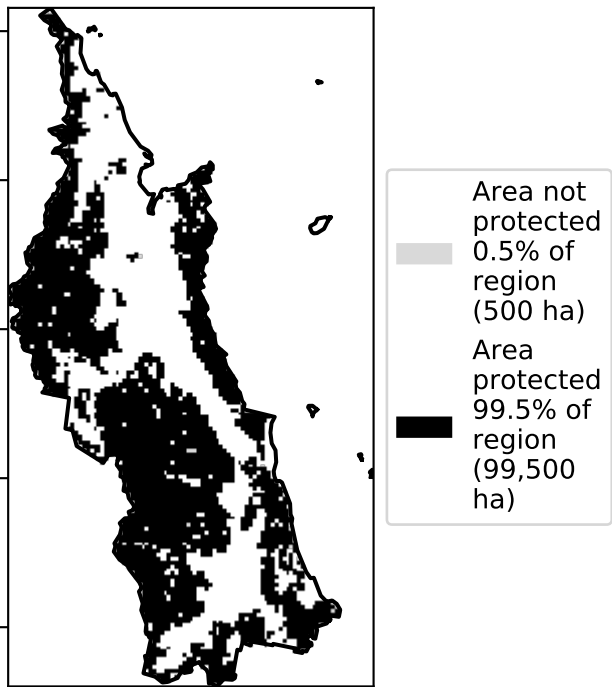 Area not
protected
0.5% of
region
(500 ha)
Area
protected
99.5% of
region
(99,500
ha)